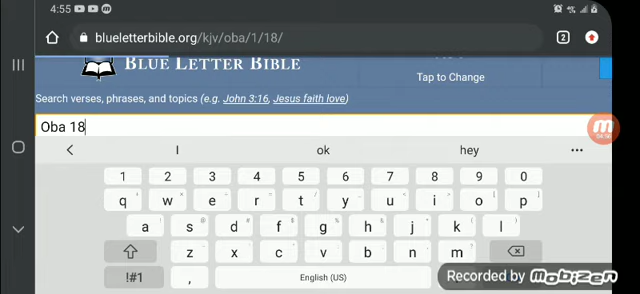 4:55
blueletterbible.org/kjv/oba/1/18/
2
BLUE LETTER BIBLE
Tap to Change
Search verses, phrases, and topics (e.g. John 3:16, Jesus faith love)
Oba 18
I ok hey
1 2 3 4 5 6 7 8 9 0
q w e r t y u i o p
a s d f g h j k l
z x c v b n m
!#1 , English (US)
Recorded by Mobizen